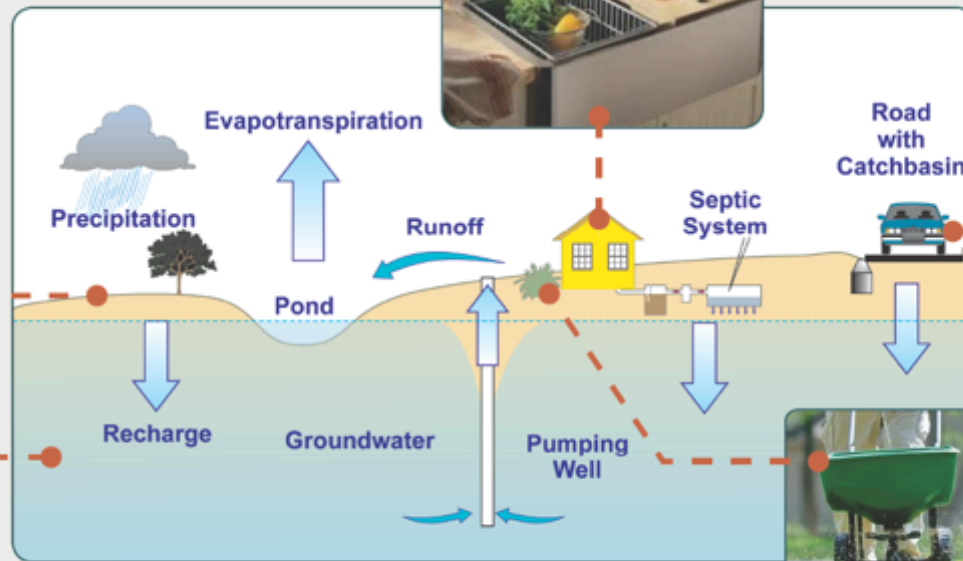 Evapotranspiration
Road
with
Catchbasin
Precipitation
Runoff
Septic
System
Pond
Recharge
Groundwater
Pumping
Well